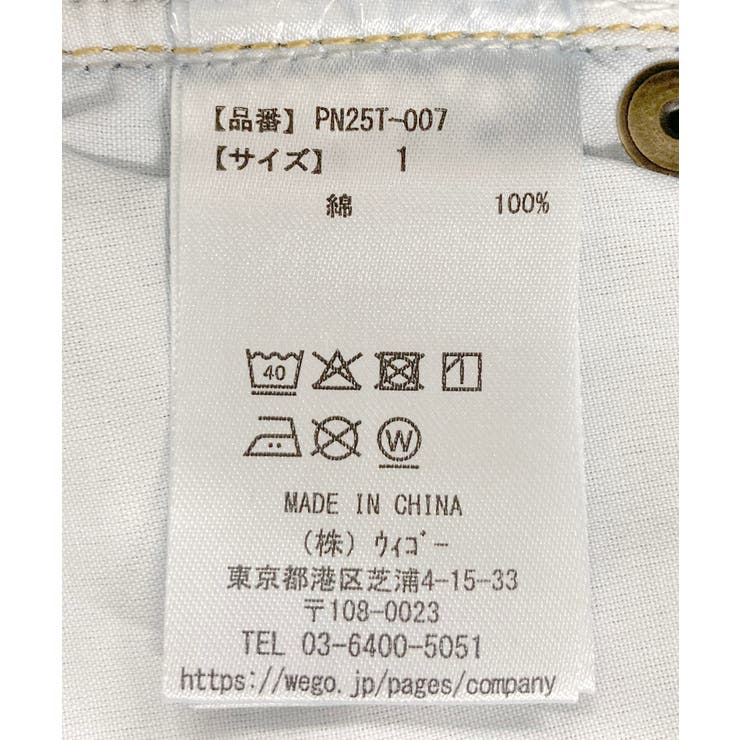 【品番】 PN25T-007
【サイズ】 1
綿 100%
40
W
MADE IN CHINA
(株) ウィゴー
東京都港区芝浦4-15-33
〒108-0023
TEL 03-6400-5051
https://wego.jp/pages/company